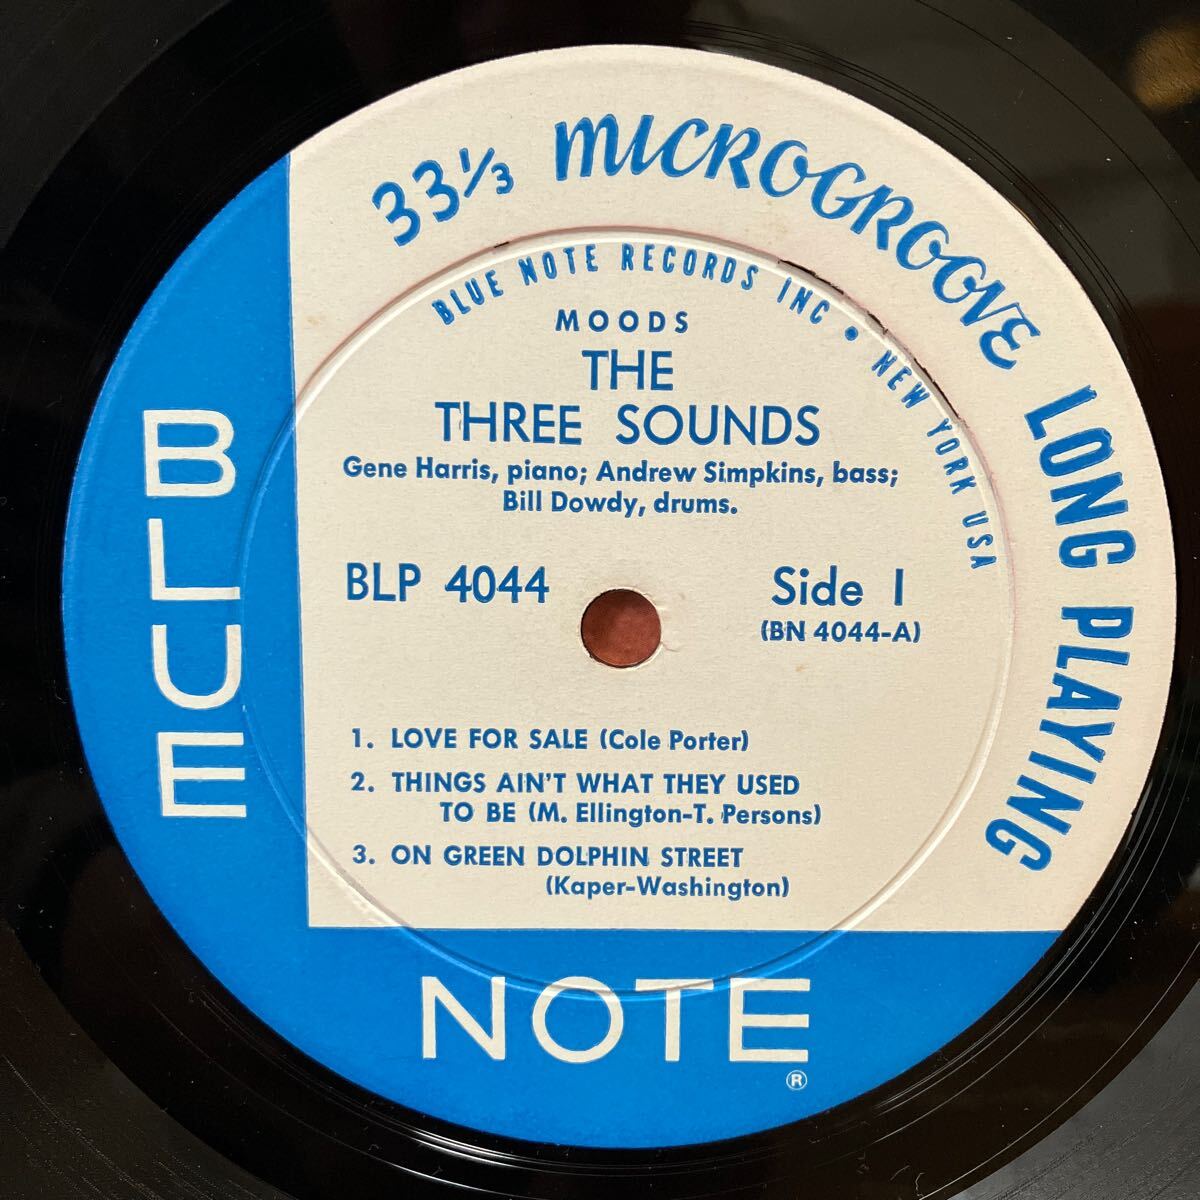 33⅓ MICROGROOVE LONG PLAYING
BLUE NOTE RECORDS INC • NEW YORK USA
MOODS
THE
THREE SOUNDS
Gene Harris, piano; Andrew Simpkins, bass;
Bill Dowdy, drums.
BLP 4044
Side 1
(BN 4044-A)
1. LOVE FOR SALE (Cole Porter)
2. THINGS AIN'T WHAT THEY USED
TO BE (M. Ellington-T. Persons)
3. ON GREEN DOLPHIN STREET
(Kaper-Washington)
BLUE
NOTE
®